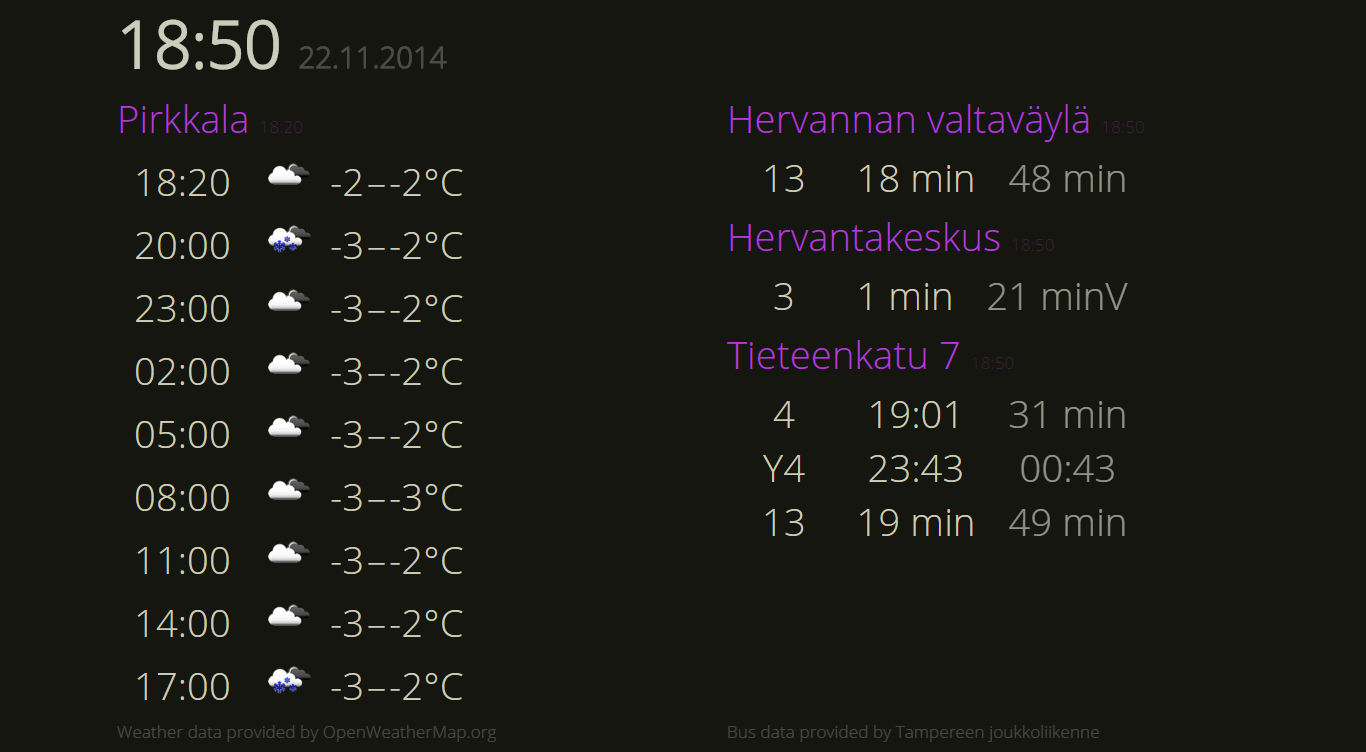 18:50 22.11.2014
Pirkkala 18:20
18:20 -2–-2°C
20:00 -3–-2°C
23:00 -3–-2°C
02:00 -3–-2°C
05:00 -3–-2°C
08:00 -3–-3°C
11:00 -3–-2°C
14:00 -3–-2°C
17:00 -3–-2°C
Weather data provided by OpenWeatherMap.org
Hervannan valtaväylä 18:50
13 18 min 48 min
Hervantakeskus 18:50
3 1 min 21 minV
Tieteenkatu 7 18:50
4 19:01 31 min
Y4 23:43 00:43
13 19 min 49 min
Bus data provided by Tampereen joukkoliikenne